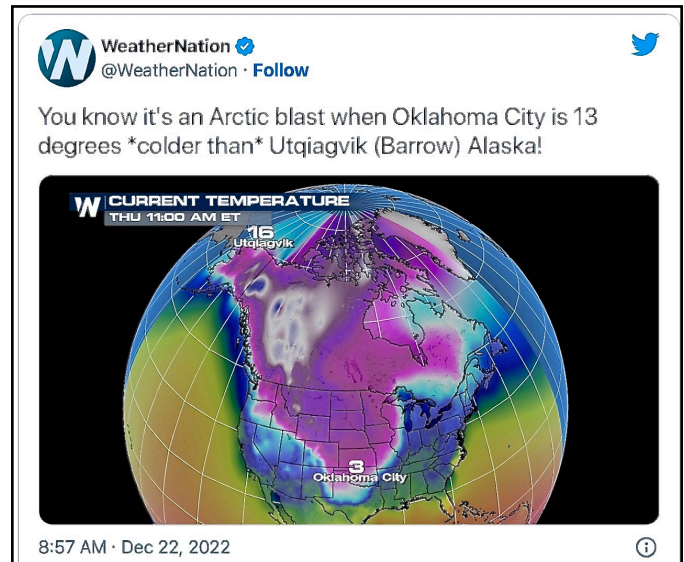 WeatherNation
@WeatherNation · Follow
You know it's an Arctic blast when Oklahoma City is 13
degrees *colder than* Utqiagvik (Barrow) Alaska!
W CURRENT TEMPERATURE
THU 11:00 AM ET
16
Utqiagvik
3
Oklahoma City
8:57 AM · Dec 22, 2022